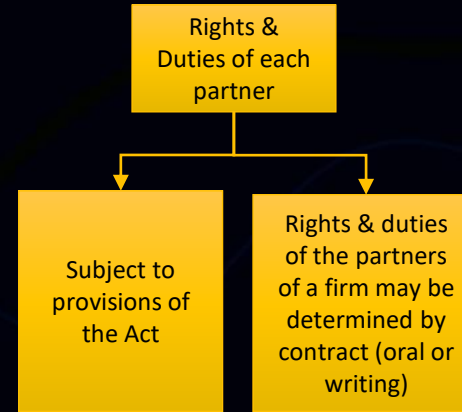 Rights &
Duties of each
partner
Subject to
provisions of
the Act
Rights & duties
of the partners
of a firm may be
determined by
contract (oral or
writing)